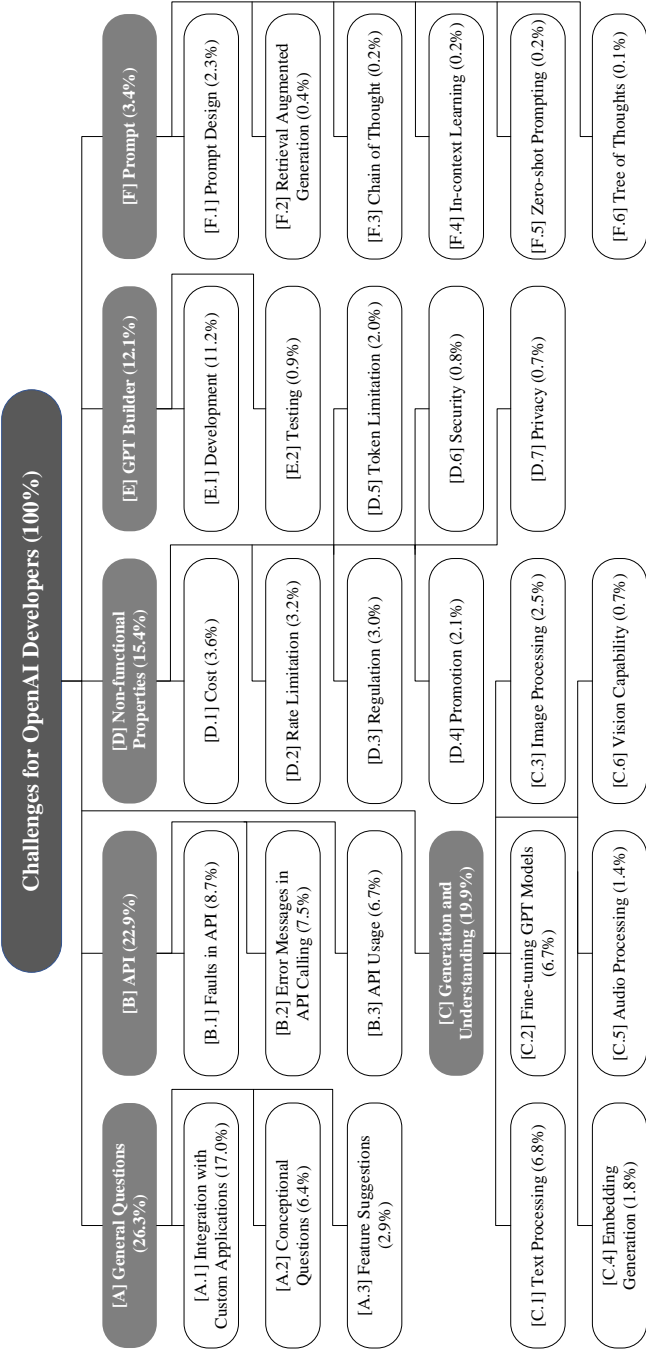 Challenges for OpenAI Developers (100%)
[A] General Questions
(26.3%)
[A.1] Integration with
Custom Applications (17.0%)
[A.2] Conceptional
Questions (6.4%)
[A.3] Feature Suggestions
(2.9%)
[B] API (22.9%)
[B.1] Faults in API (8.7%)
[B.2] Error Messages in
API Calling (7.5%)
[B.3] API Usage (6.7%)
[C] Generation and
Understanding (19.9%)
[C.1] Text Processing (6.8%)
[C.2] Fine-tuning GPT Models
(6.7%)
[C.3] Image Processing (2.5%)
[C.4] Embedding
Generation (1.8%)
[C.5] Audio Processing (1.4%)
[C.6] Vision Capability (0.7%)
[D] Non-functional
Properties (15.4%)
[D.1] Cost (3.6%)
[D.2] Rate Limitation (3.2%)
[D.3] Regulation (3.0%)
[D.4] Promotion (2.1%)
[D.5] Token Limitation (2.0%)
[D.6] Security (0.8%)
[D.7] Privacy (0.7%)
[E] GPT Builder (12.1%)
[E.1] Development (11.2%)
[E.2] Testing (0.9%)
[F] Prompt (3.4%)
[F.1] Prompt Design (2.3%)
[F.2] Retrieval Augmented
Generation (0.4%)
[F.3] Chain of Thought (0.2%)
[F.4] In-context Learning (0.2%)
[F.5] Zero-shot Prompting (0.2%)
[F.6] Tree of Thoughts (0.1%)